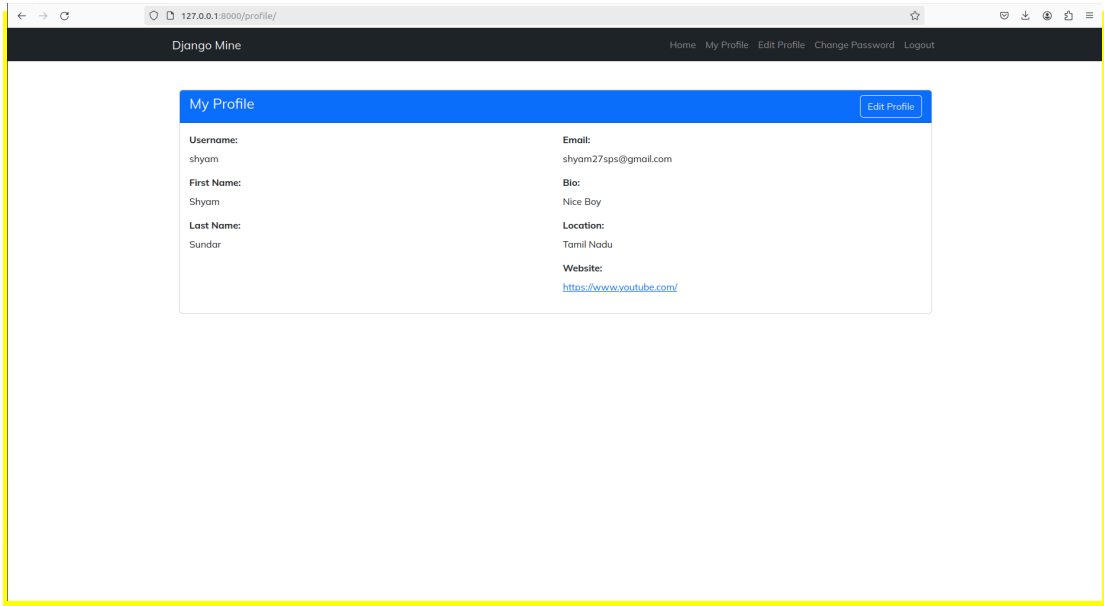 127.0.0.1:8000/profile/
Django Mine
Home My Profile Edit Profile Change Password Logout
My Profile
Edit Profile
Username:
shyam
First Name:
Shyam
Last Name:
Sundar
Email:
shyam27sps@gmail.com
Bio:
Nice Boy
Location:
Tamil Nadu
Website:
https://www.youtube.com/